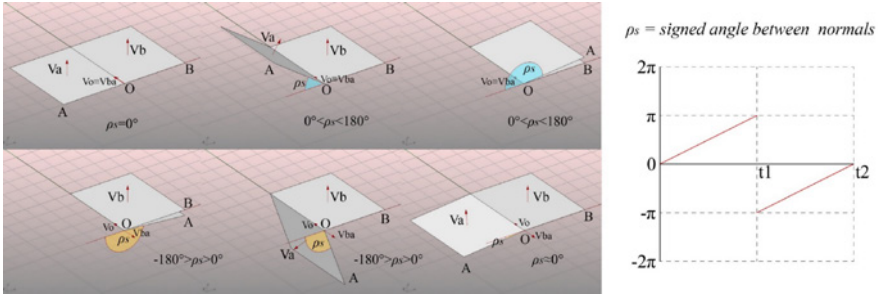 Va
Vb
Vo=Vba
O
B
A
ρs=0°
Va
Vb
A
Vo=Vba
ρs
O
B
0°<ρs<180°
Vb
A
B
ρs
Vo=Vba
O
0°<ρs<180°
Vb
B
A
Vo
O
Vba
ρs
-180°>ρs>0°
Vb
B
Vo
O
Vba
ρs
Va
A
-180°>ρs>0°
Va
Vb
B
Vo
O
Vba
ρs
A
ρs≈0°
ρs = signed angle between normals
2π
π
0
t1
t2
-π
-2π